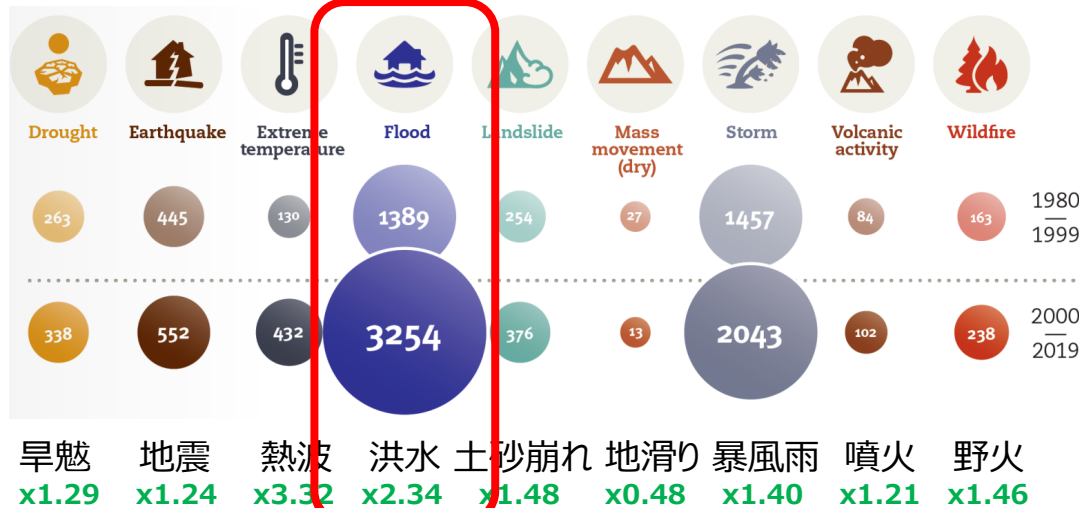 Drought
Earthquake
Extreme
temperature
Flood
Landslide
Mass
movement
(dry)
Storm
Volcanic
activity
Wildfire
263
445
130
1389
254
27
1457
84
163
1980
1999
338
552
432
3254
376
13
2043
102
238
2000
2019
旱魃 地震 熱波 洪水 土砂崩れ 地滑り 暴風雨 噴火 野火
x1.29 x1.24 x3.32 x2.34 x1.48 x0.48 x1.40 x1.21 x1.46